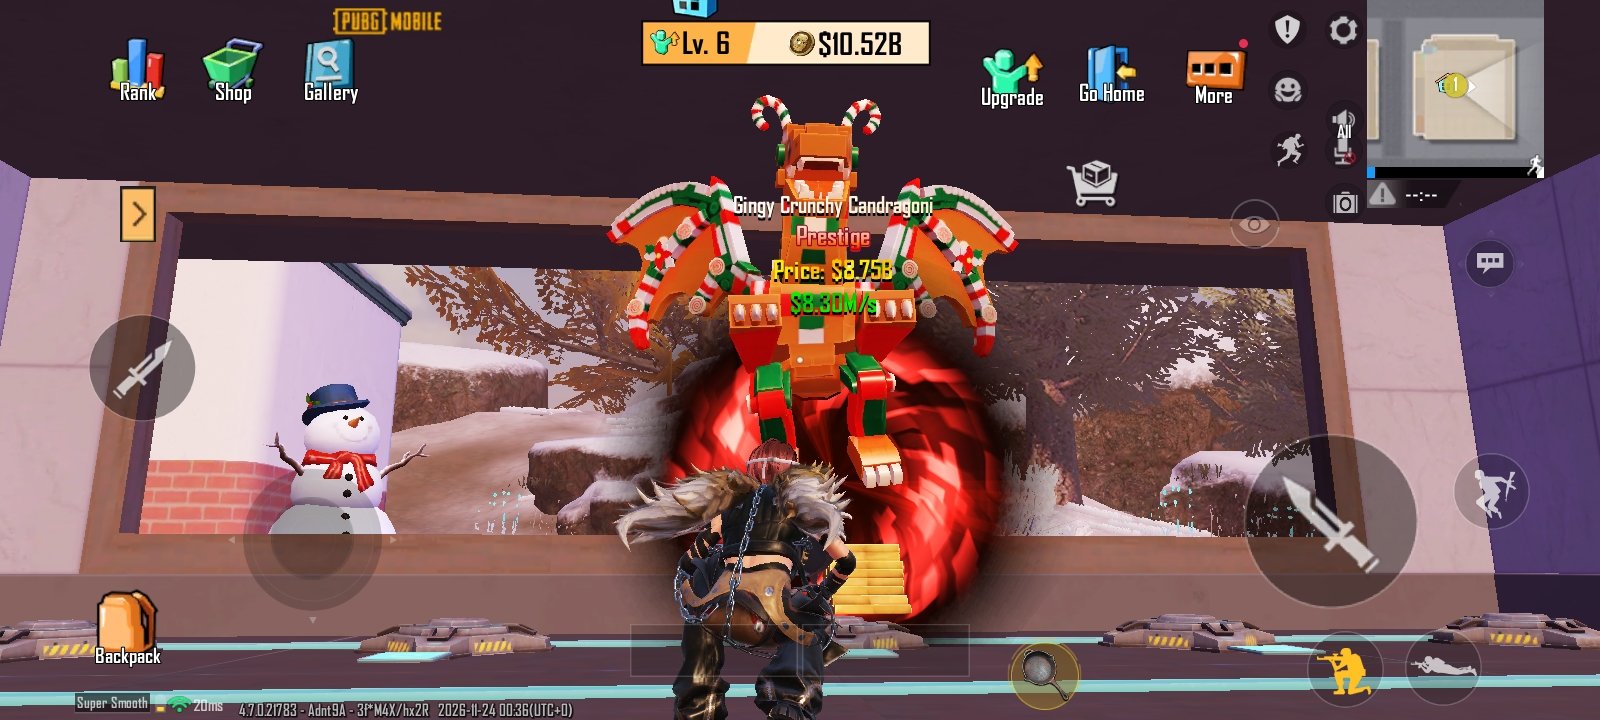 PUBG MOBILE
Lv. 6
$10.52B
Rank
Shop
Gallery
Upgrade
Go Home
More
All
1
--:--
Gingy Crunchy Candragoni
Prestige
Price: $8.75B
$8.30M/s
Backpack
Super Smooth
20ms
4.7.0.21783 - Adnt9A - 3f*M4X/hx2R 2026-11-24 00:36(UTC+0)